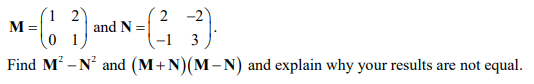 M = (1 2 / 0 1) and N = (2 −2 / −1 3).
Find M² − N² and (M + N)(M − N) and explain why your results are not equal.